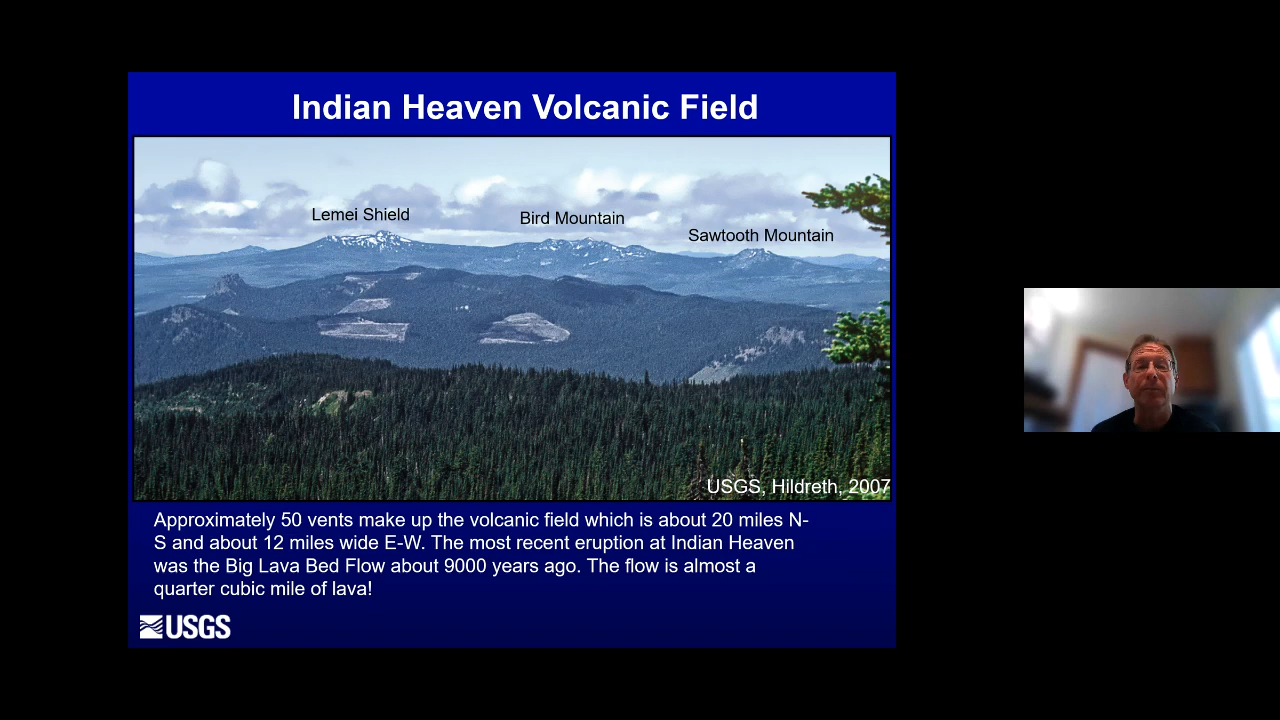 Indian Heaven Volcanic Field
Lemei Shield
Bird Mountain
Sawtooth Mountain
USGS, Hildreth, 2007
Approximately 50 vents make up the volcanic field which is about 20 miles N-
S and about 12 miles wide E-W. The most recent eruption at Indian Heaven
was the Big Lava Bed Flow about 9000 years ago. The flow is almost a
quarter cubic mile of lava!
USGS